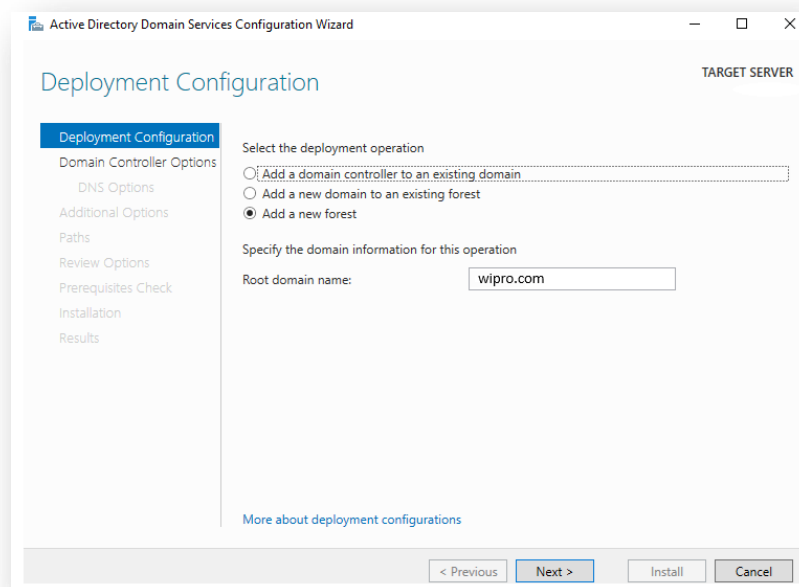 Active Directory Domain Services Configuration Wizard
Deployment Configuration
TARGET SERVER
Deployment Configuration
Domain Controller Options
DNS Options
Additional Options
Paths
Review Options
Prerequisites Check
Installation
Results
Select the deployment operation
Add a domain controller to an existing domain
Add a new domain to an existing forest
Add a new forest
Specify the domain information for this operation
Root domain name: wipro.com
More about deployment configurations
< Previous Next > Install Cancel